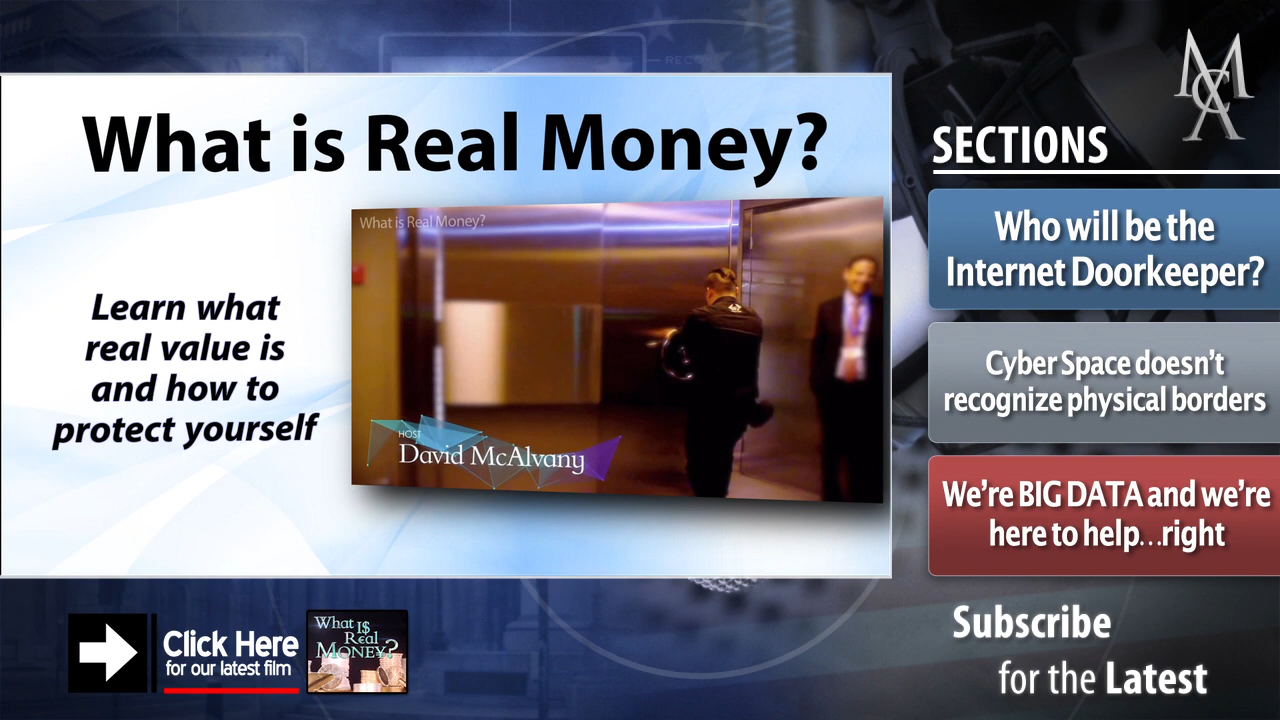 What is Real Money?
Learn what
real value is
and how to
protect yourself
What is Real Money?
HOST
David McAlvany
MCA
SECTIONS
Who will be the
Internet Doorkeeper?
Cyber Space doesn't
recognize physical borders
We're BIG DATA and we're
here to help...right
Click Here
for our latest film
What I$
Real
Money?
Subscribe
for the Latest